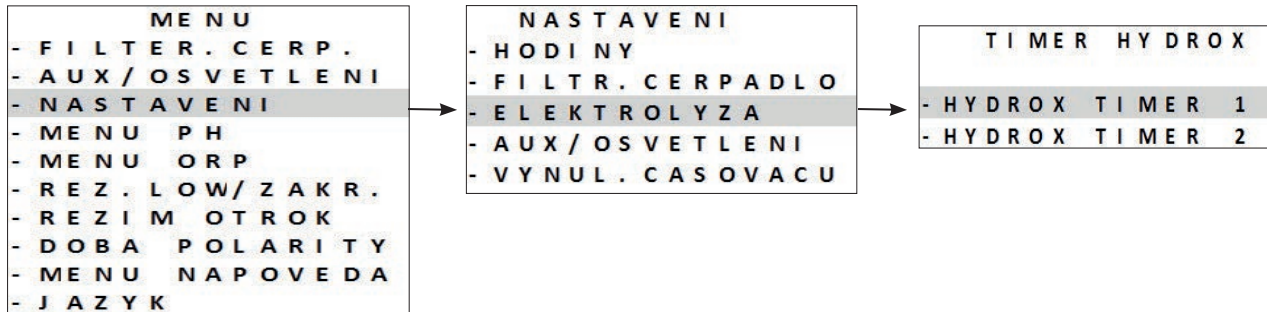 MENU
- FILTER. CERP.
- AUX/OSVETLENI
- NASTAVENI
- MENU PH
- MENU ORP
- REZ. LOW/ZAKR.
- REZIM OTROK
- DOBA POLARITY
- MENU NAPOVEDA
- JAZYK
NASTAVENI
- HODINY
- FILTR. CERPADLO
- ELEKTROLYZA
- AUX/OSVETLENI
- VYNUL. CASOVACU
TIMER HYDROX
- HYDROX TIMER 1
- HYDROX TIMER 2